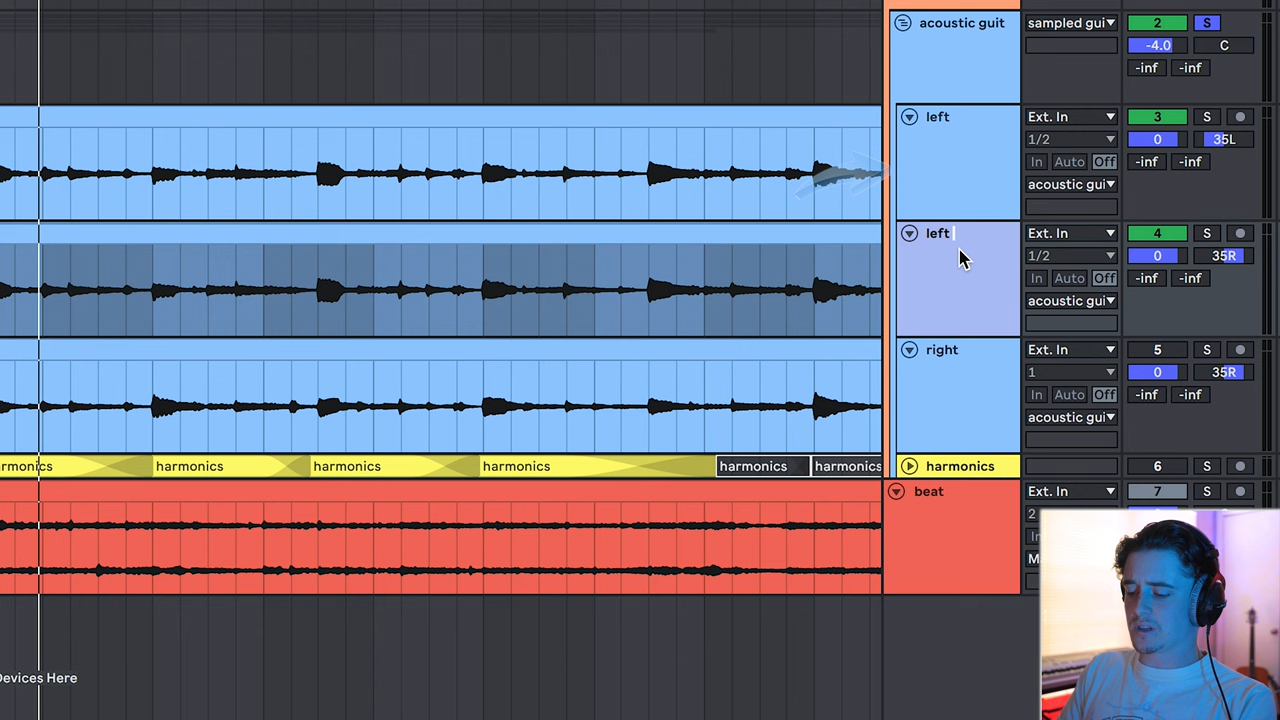 acoustic guit sampled gui 2 S
-4.0 C
-inf -inf
left Ext. In 3 S
1/2 0 35L
In Auto Off -inf -inf
acoustic gui
left Ext. In 4 S
1/2 0 35R
In Auto Off -inf -inf
acoustic gui
right Ext. In 5 S
1 0 35R
In Auto Off -inf -inf
acoustic gui
rmonics harmonics harmonics harmonics harmonics harmonics harmonics 6 S
beat Ext. In 7 S
2
In
M
Devices Here